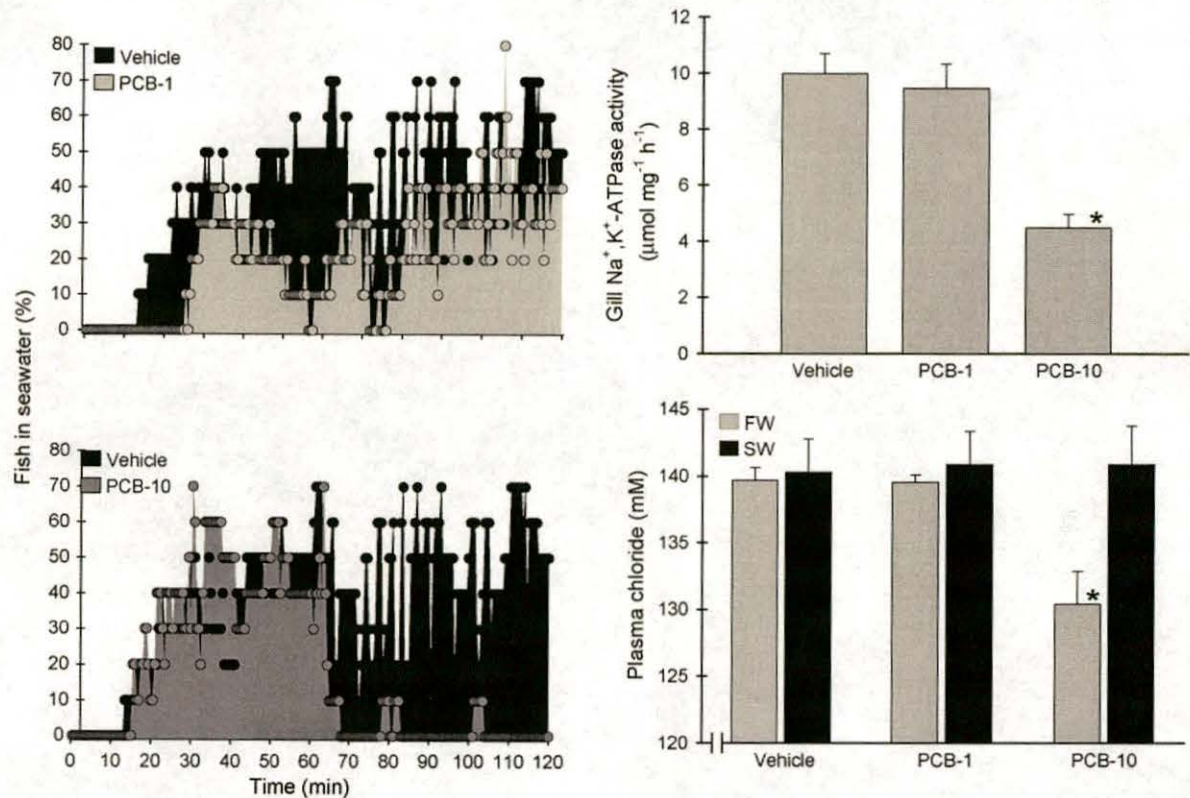 80
70
60
50
40
30
20
10
0
Vehicle
PCB-1
Fish in seawater (%)
80
70
60
50
40
30
20
10
0
Vehicle
PCB-10
0 10 20 30 40 50 60 70 80 90 100 110 120
Time (min)
12
10
8
6
4
2
0
Gill Na⁺,K⁺-ATPase activity
(µmol mg⁻¹ h⁻¹)
*
Vehicle PCB-1 PCB-10
145
140
135
130
125
120
FW
SW
Plasma chloride (mM)
*
Vehicle PCB-1 PCB-10